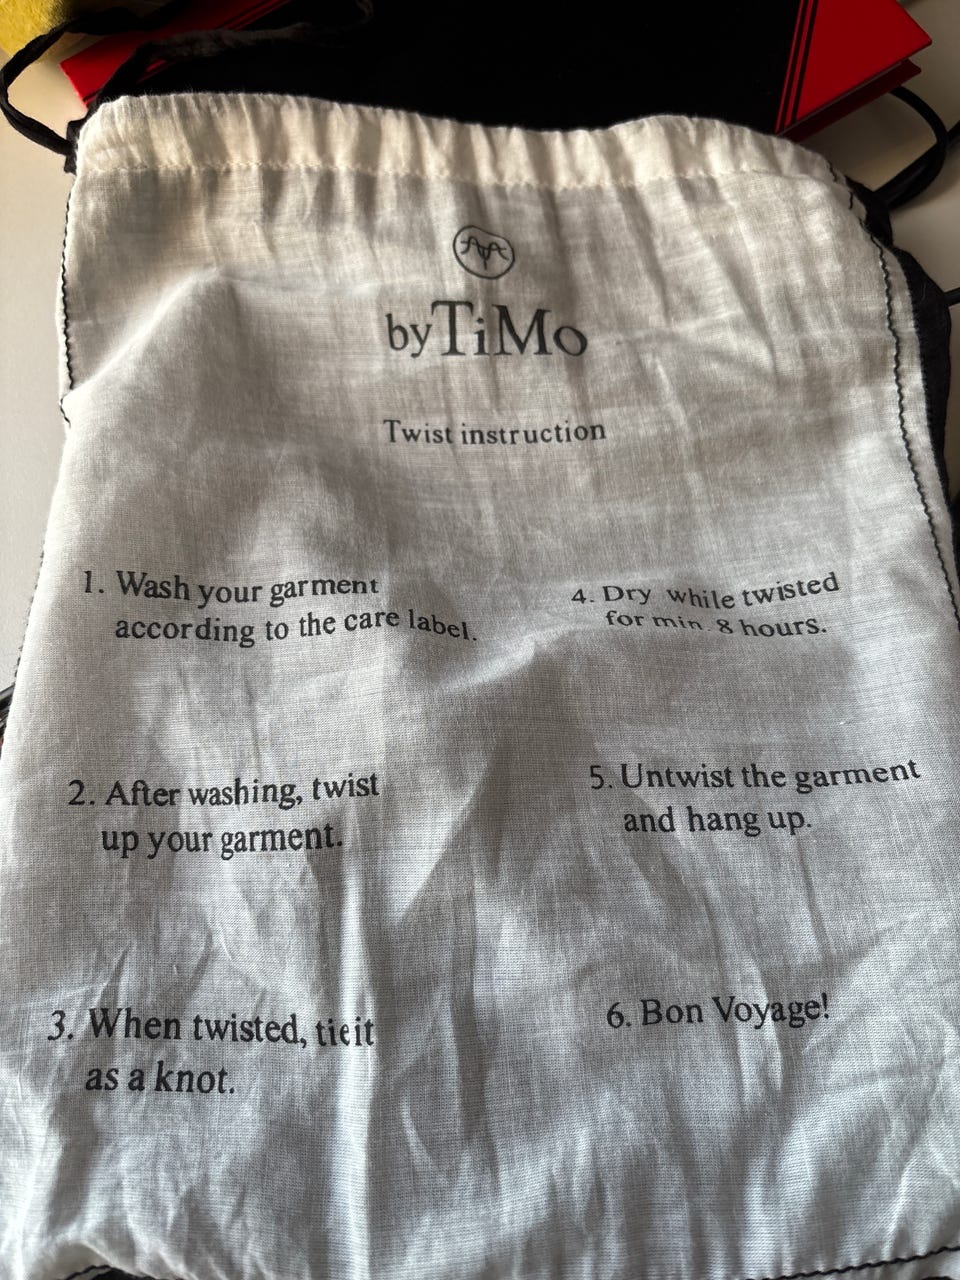 byTiMo
Twist instruction
1. Wash your garment
according to the care label.
2. After washing, twist
up your garment.
3. When twisted, tie it
as a knot.
4. Dry while twisted
for min. 8 hours.
5. Untwist the garment
and hang up.
6. Bon Voyage!